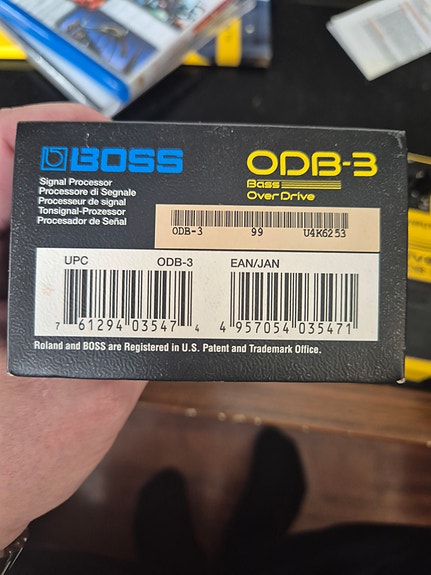 BOSS
Signal Processor
Processore di Segnale
Processeur de signal
Tonsignal-Prozessor
Procesador de Señal
ODB-3
Bass
OverDrive
ODB-3 99 U4K6253
UPC ODB-3
7 61294 03547 4
EAN/JAN
4 957054 035471
Roland and BOSS are Registered in U.S. Patent and Trademark Office.